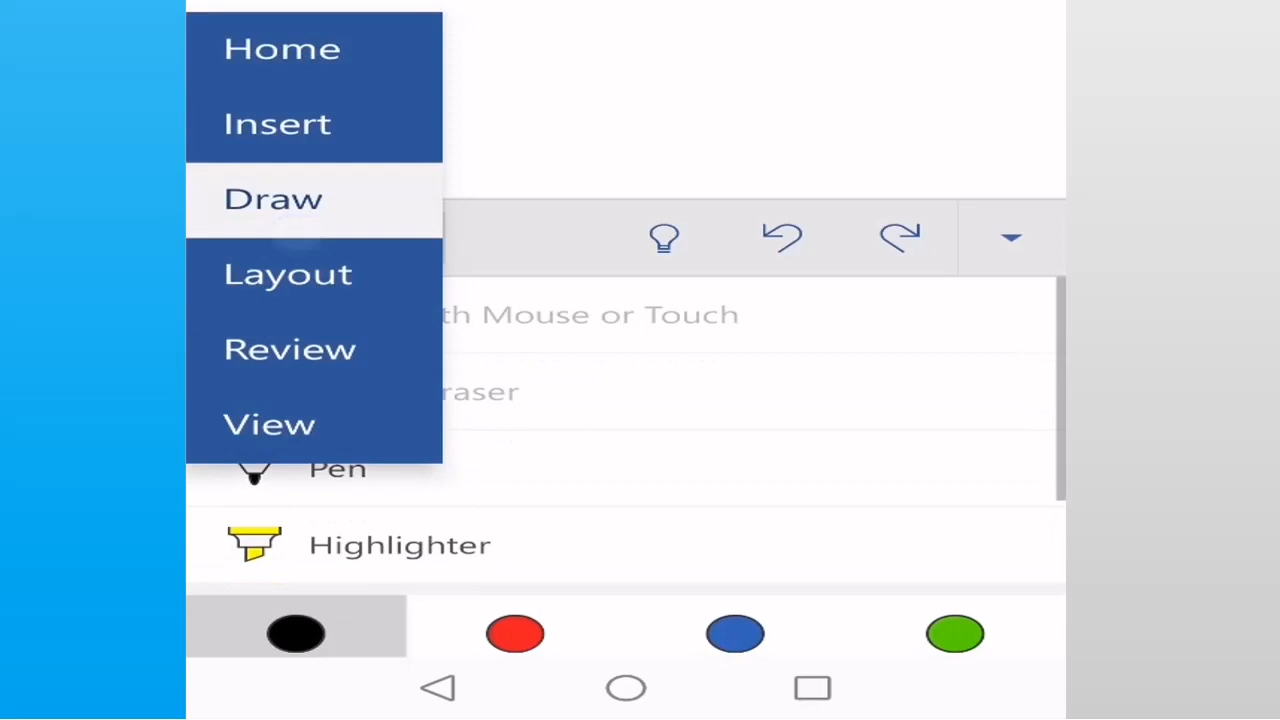 Home
Insert
Draw
Layout
Review
View
th Mouse or Touch
raser
Pen
Highlighter